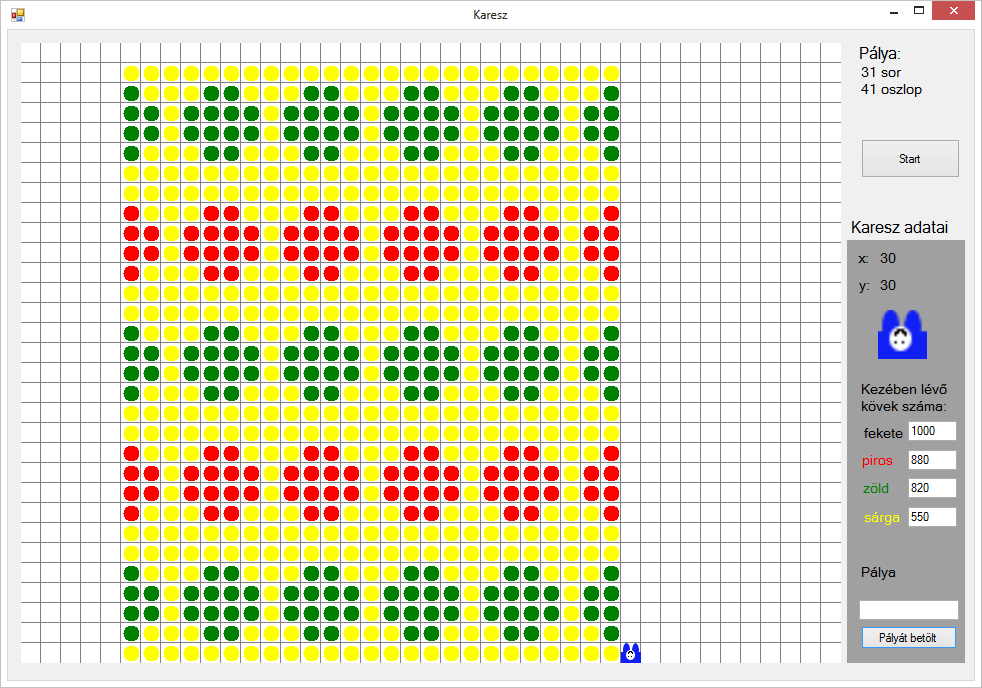 Karesz
Pálya:
31 sor
41 oszlop
Start
Karesz adatai
x: 30
y: 30
Kezében lévő
kövek száma:
fekete 1000
piros 880
zöld 820
sárga 550
Pálya
Pályát betölt